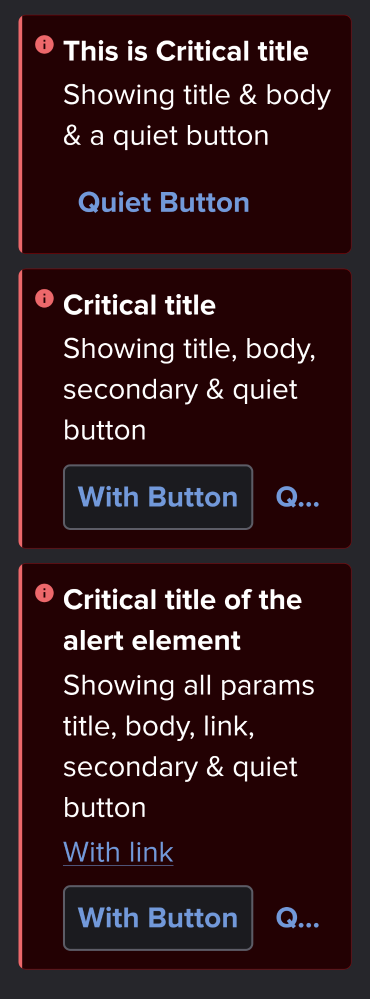 This is Critical title
Showing title & body
& a quiet button
Quiet Button
Critical title
Showing title, body,
secondary & quiet
button
With Button Q...
Critical title of the
alert element
Showing all params
title, body, link,
secondary & quiet
button
With link
With Button Q...